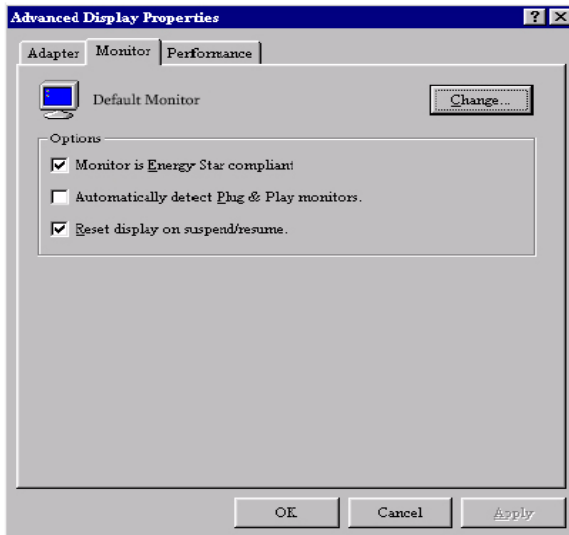 Advanced Display Properties
Adapter Monitor Performance
Default Monitor Change...
Options
Monitor is Energy Star compliant
Automatically detect Plug & Play monitors.
Reset display on suspend/resume.
OK Cancel Apply